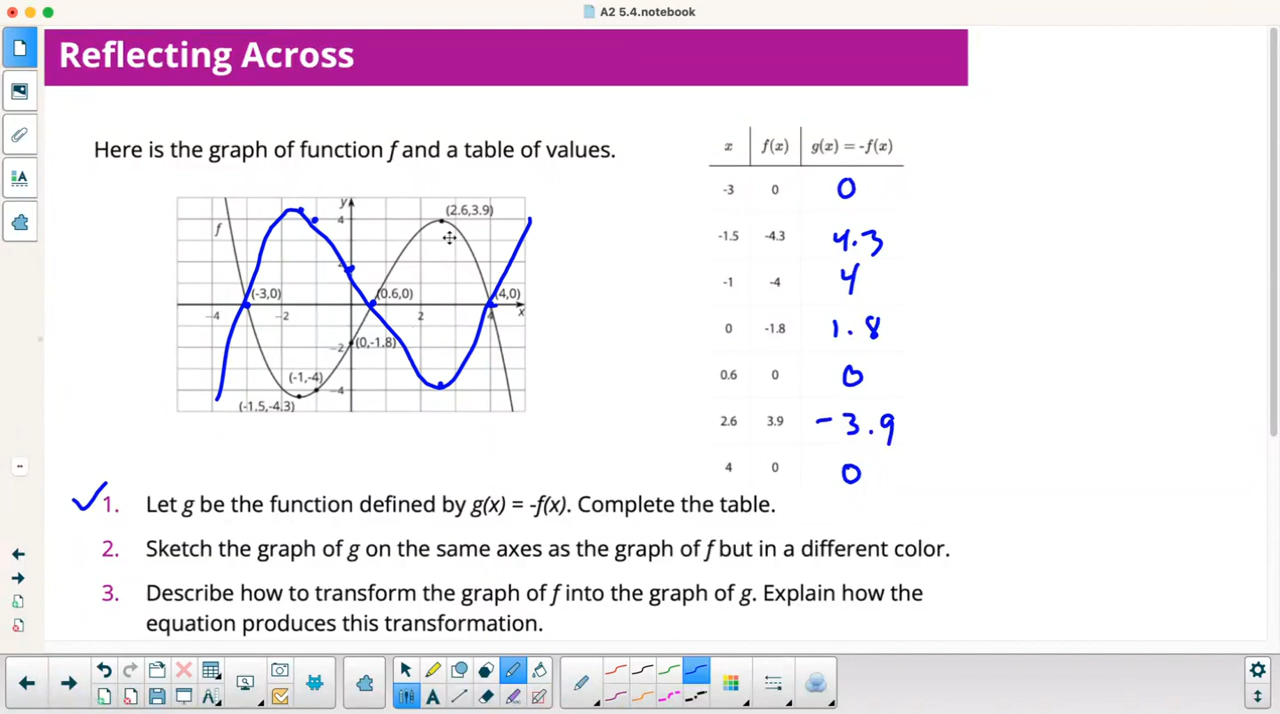 A2 5.4.notebook
Reflecting Across
Here is the graph of function f and a table of values.
f
y
4
(2.6,3.9)
(-3,0)
(0.6,0)
(4,0)
x
−4
−2
2
4
−2
(0,-1.8)
(-1,-4)
−4
(-1.5,-4.3)
x f(x) g(x) = -f(x)
-3 0 0
-1.5 -4.3 4.3
-1 -4 4
0 -1.8 1.8
0.6 0 0
2.6 3.9 -3.9
4 0 0
✓ 1. Let g be the function defined by g(x) = -f(x). Complete the table.
2. Sketch the graph of g on the same axes as the graph of f but in a different color.
3. Describe how to transform the graph of f into the graph of g. Explain how the
equation produces this transformation.